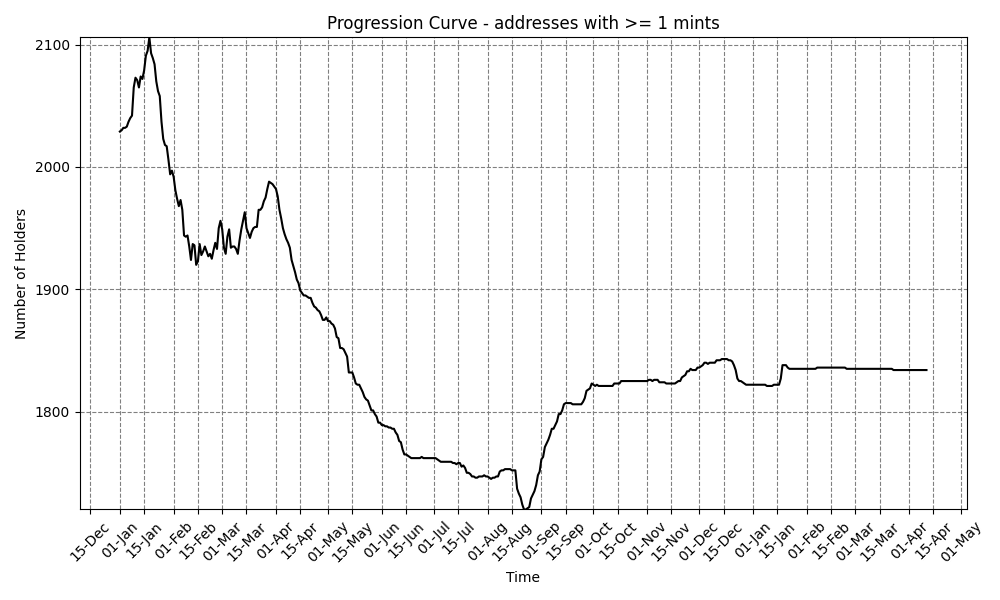 Progression Curve - addresses with >= 1 mints
Number of Holders
2100
2000
1900
1800
15-Dec
01-Jan
15-Jan
01-Feb
15-Feb
01-Mar
15-Mar
01-Apr
15-Apr
01-May
15-May
01-Jun
15-Jun
01-Jul
15-Jul
01-Aug
15-Aug
01-Sep
15-Sep
01-Oct
15-Oct
01-Nov
15-Nov
01-Dec
15-Dec
01-Jan
15-Jan
01-Feb
15-Feb
01-Mar
15-Mar
01-Apr
15-Apr
01-May
Time